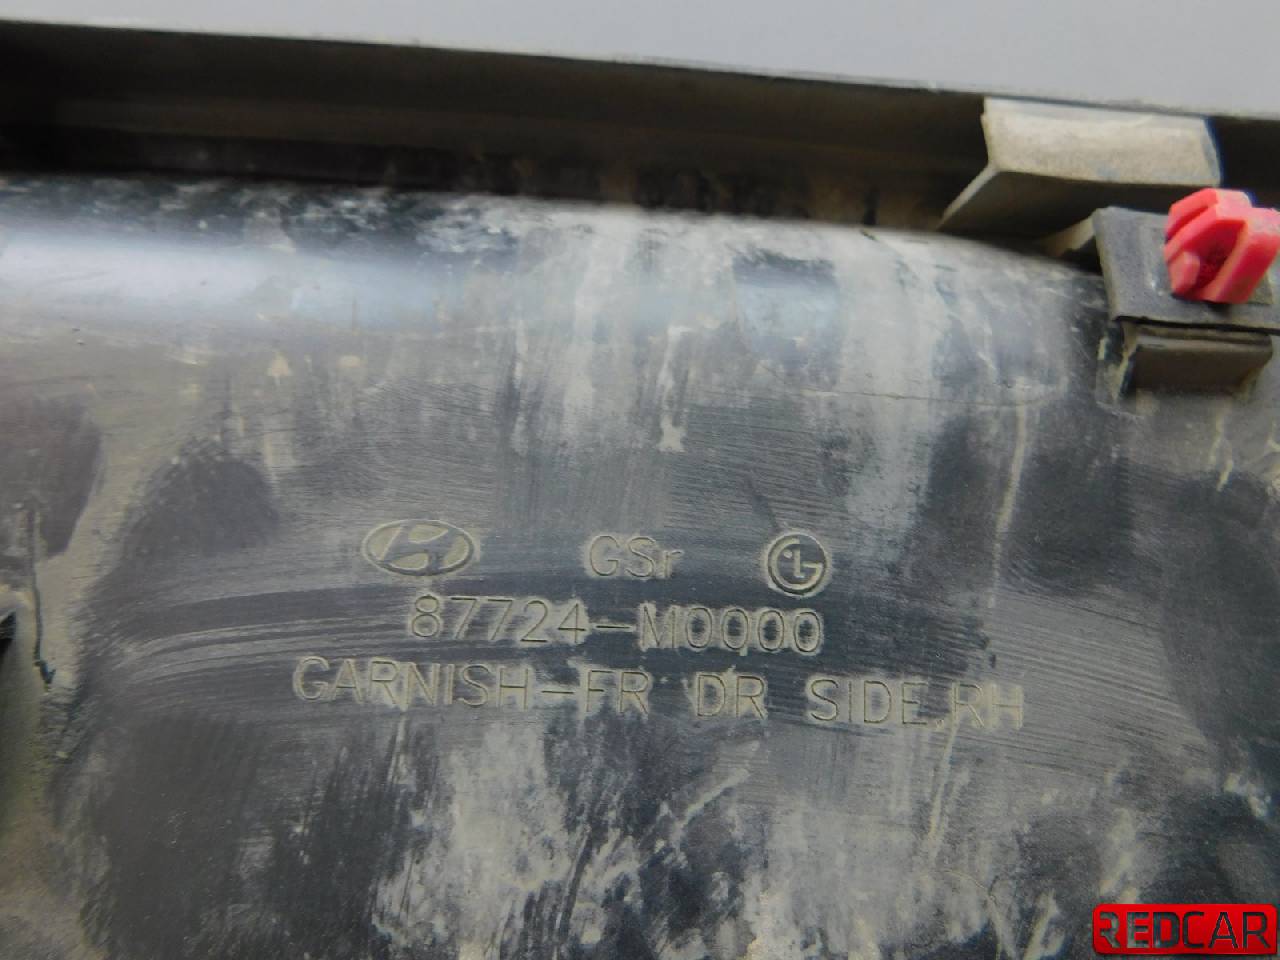 GSr
87724-M0000
GARNISH-FR DR SIDE,RH
REDCAR